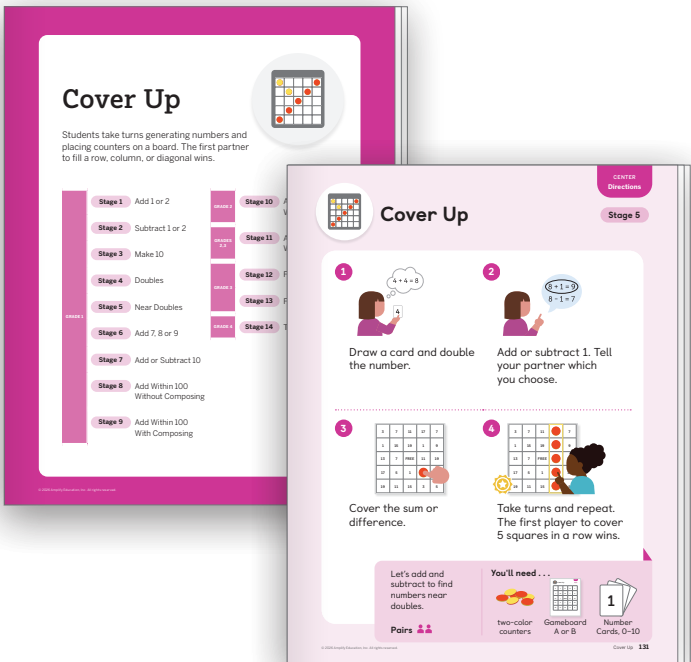 Cover Up
Students take turns generating numbers and
placing counters on a board. The first partner
to fill a row, column, or diagonal wins.
GRADE 1
Stage 1 Add 1 or 2
Stage 2 Subtract 1 or 2
Stage 3 Make 10
Stage 4 Doubles
Stage 5 Near Doubles
Stage 6 Add 7, 8 or 9
Stage 7 Add or Subtract 10
Stage 8 Add Within 100
Without Composing
Stage 9 Add Within 100
With Composing
GRADE 2
Stage 10
GRADES
2, 3
Stage 11
GRADE 3
Stage 12
Stage 13
GRADE 4
Stage 14
CENTER
Directions
Cover Up
Stage 5
1
4 + 4 = 8
4
Draw a card and double
the number.
2
8 + 1 = 9
8 – 1 = 7
Add or subtract 1. Tell
your partner which
you choose.
3
FREE
Cover the sum or
difference.
4
FREE
Take turns and repeat.
The first player to cover
5 squares in a row wins.
Let's add and
subtract to find
numbers near
doubles.
Pairs
You'll need . . .
two-color
counters
Gameboard
A or B
1
Number
Cards, 0–10
Cover Up 131